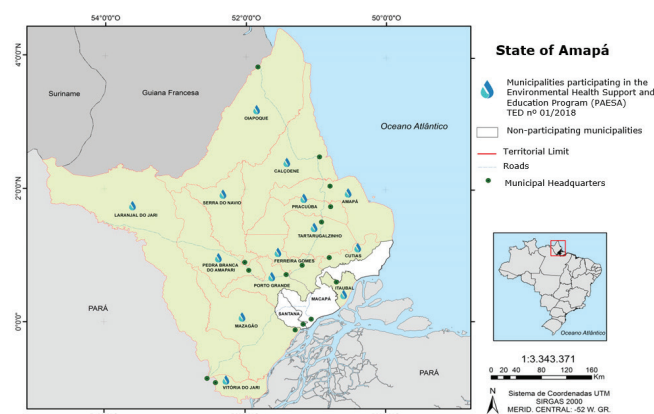 54°0'0"
52°0'0"
50°0'0"
4°0'0"N
2°0'0"
0°0'0"
Suriname
Guiana Francesa
Oceano Atlântico
OIAPOQUE
CALÇOENE
LARANJAL DO JARI
SERRA DO NAVIO
PRACUÚBA
AMAPÁ
TARTARUGALZINHO
CUTIAS
PEDRA BRANCA
DO AMAPARI
FERREIRA GOMES
PORTO GRANDE
ITAUBAL
MACAPÁ
SANTANA
MAZAGÃO
VITÓRIA DO JARI
PARÁ
PARÁ
State of Amapá
Municipalities participating in the
Environmental Health Support and
Education Program (PAESA)
TED nº 01/2018
Non-participating municipalities
Territorial Limit
Roads
Municipal Headquarters
Oceano Atlântico
1:3.343.371
0 20 40 80 120 160
Km
N
Sistema de Coordenadas UTM
SIRGAS 2000
MERID. CENTRAL: -52 W. GR.